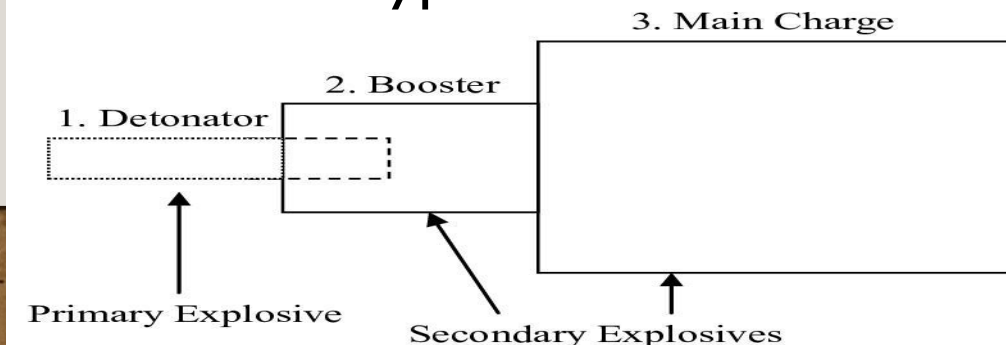 3. Main Charge
2. Booster
1. Detonator
Primary Explosive
Secondary Explosives